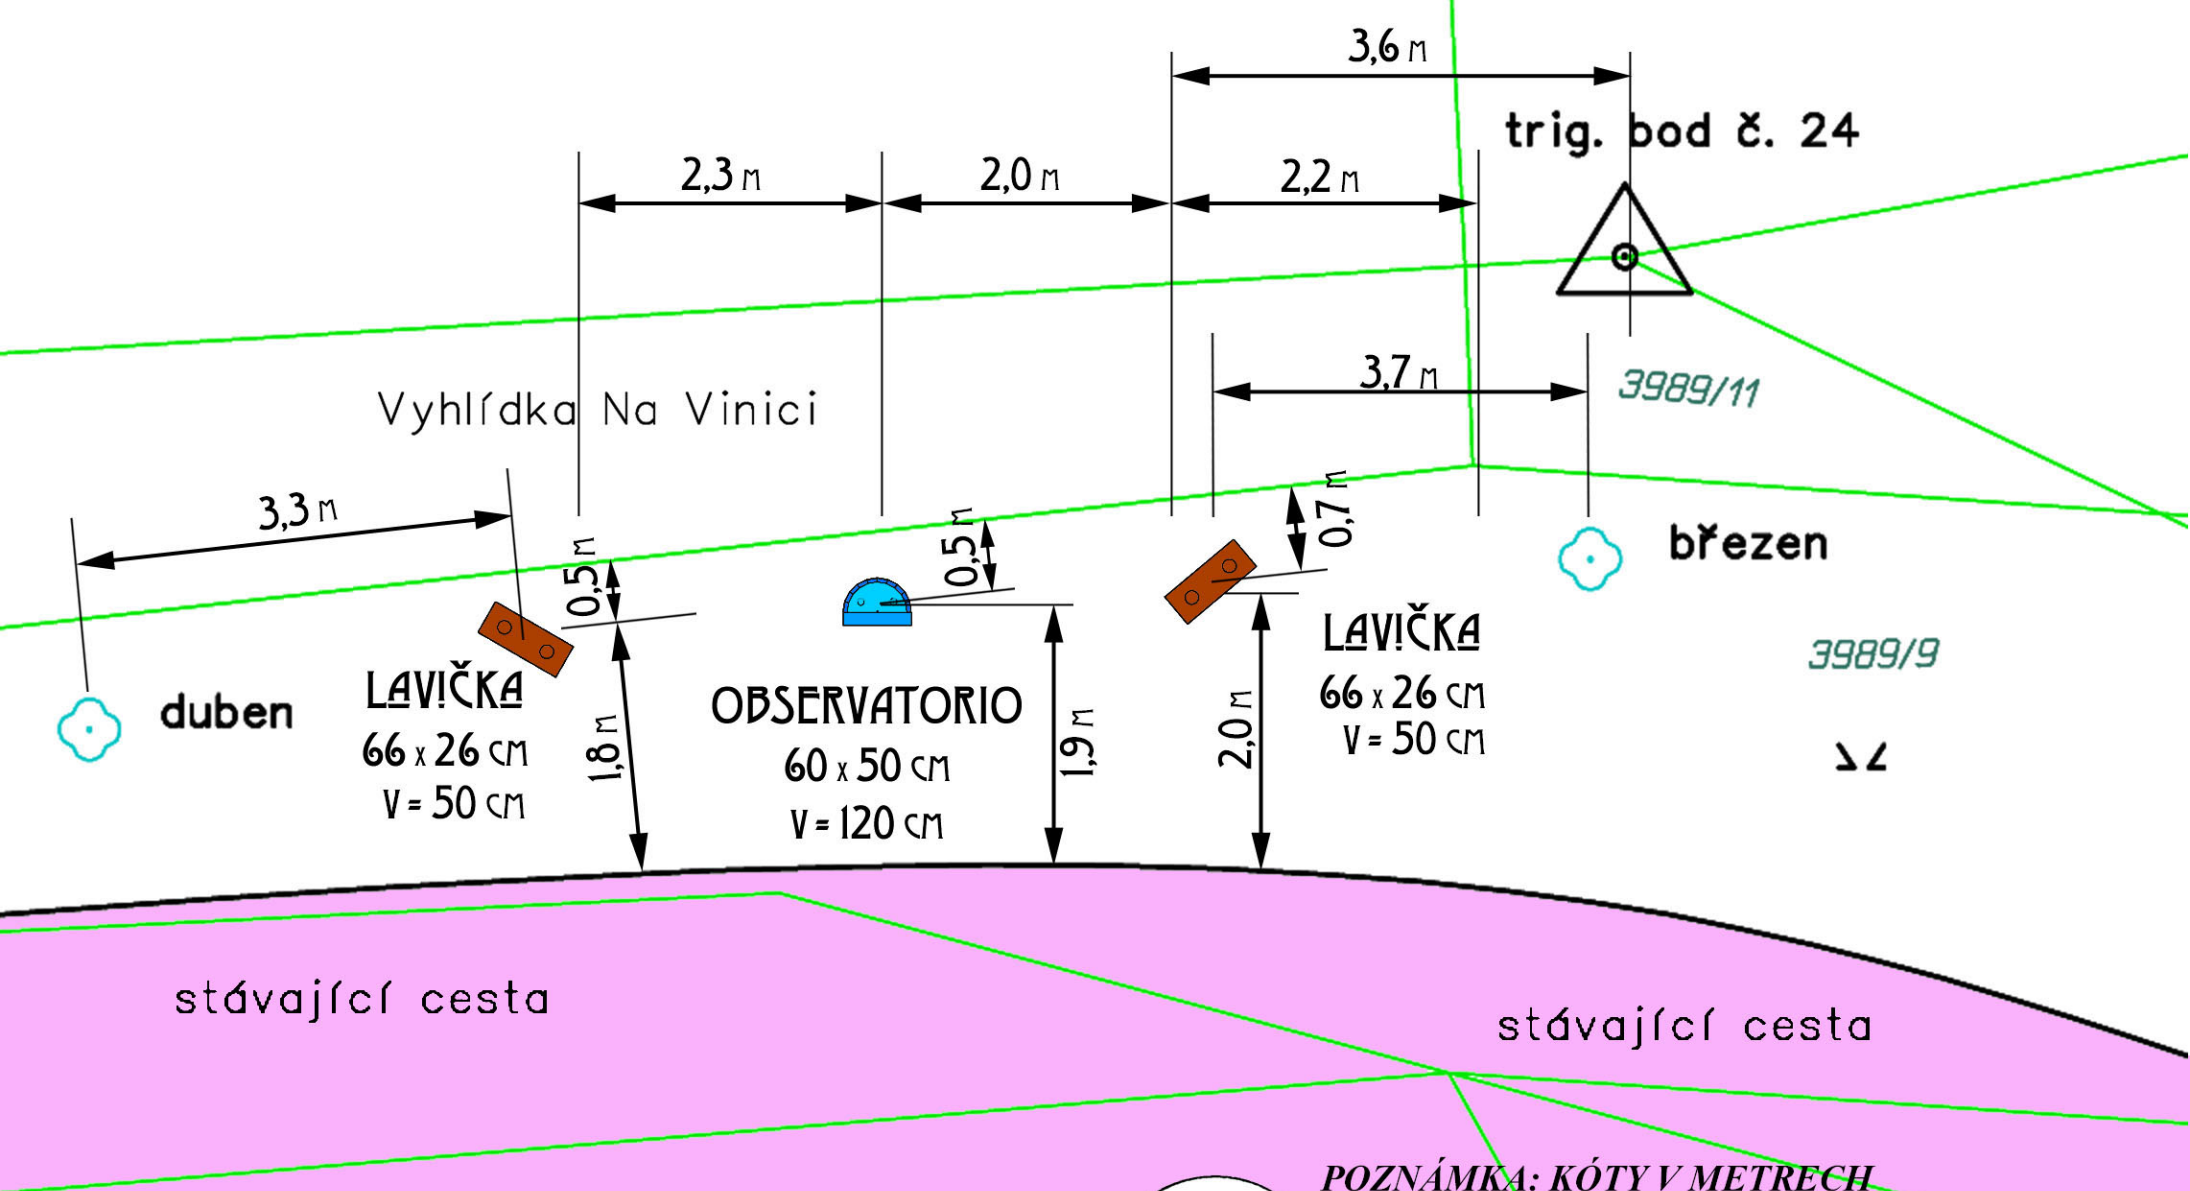 3,6 m
trig. bod č. 24
2,3 m
2,0 m
2,2 m
3,7 m
3989/11
Vyhlídka Na Vinici
3,3 m
0,5 m
0,5 m
0,7 m
březen
duben
LAVIČKA
66 x 26 CM
V = 50 CM
1,8 m
OBSERVATORIO
60 x 50 CM
V = 120 CM
1,9 m
2,0 m
LAVIČKA
66 x 26 CM
V = 50 CM
3989/9
stávající cesta
stávající cesta
POZNÁMKA: KÓTY V METRECH